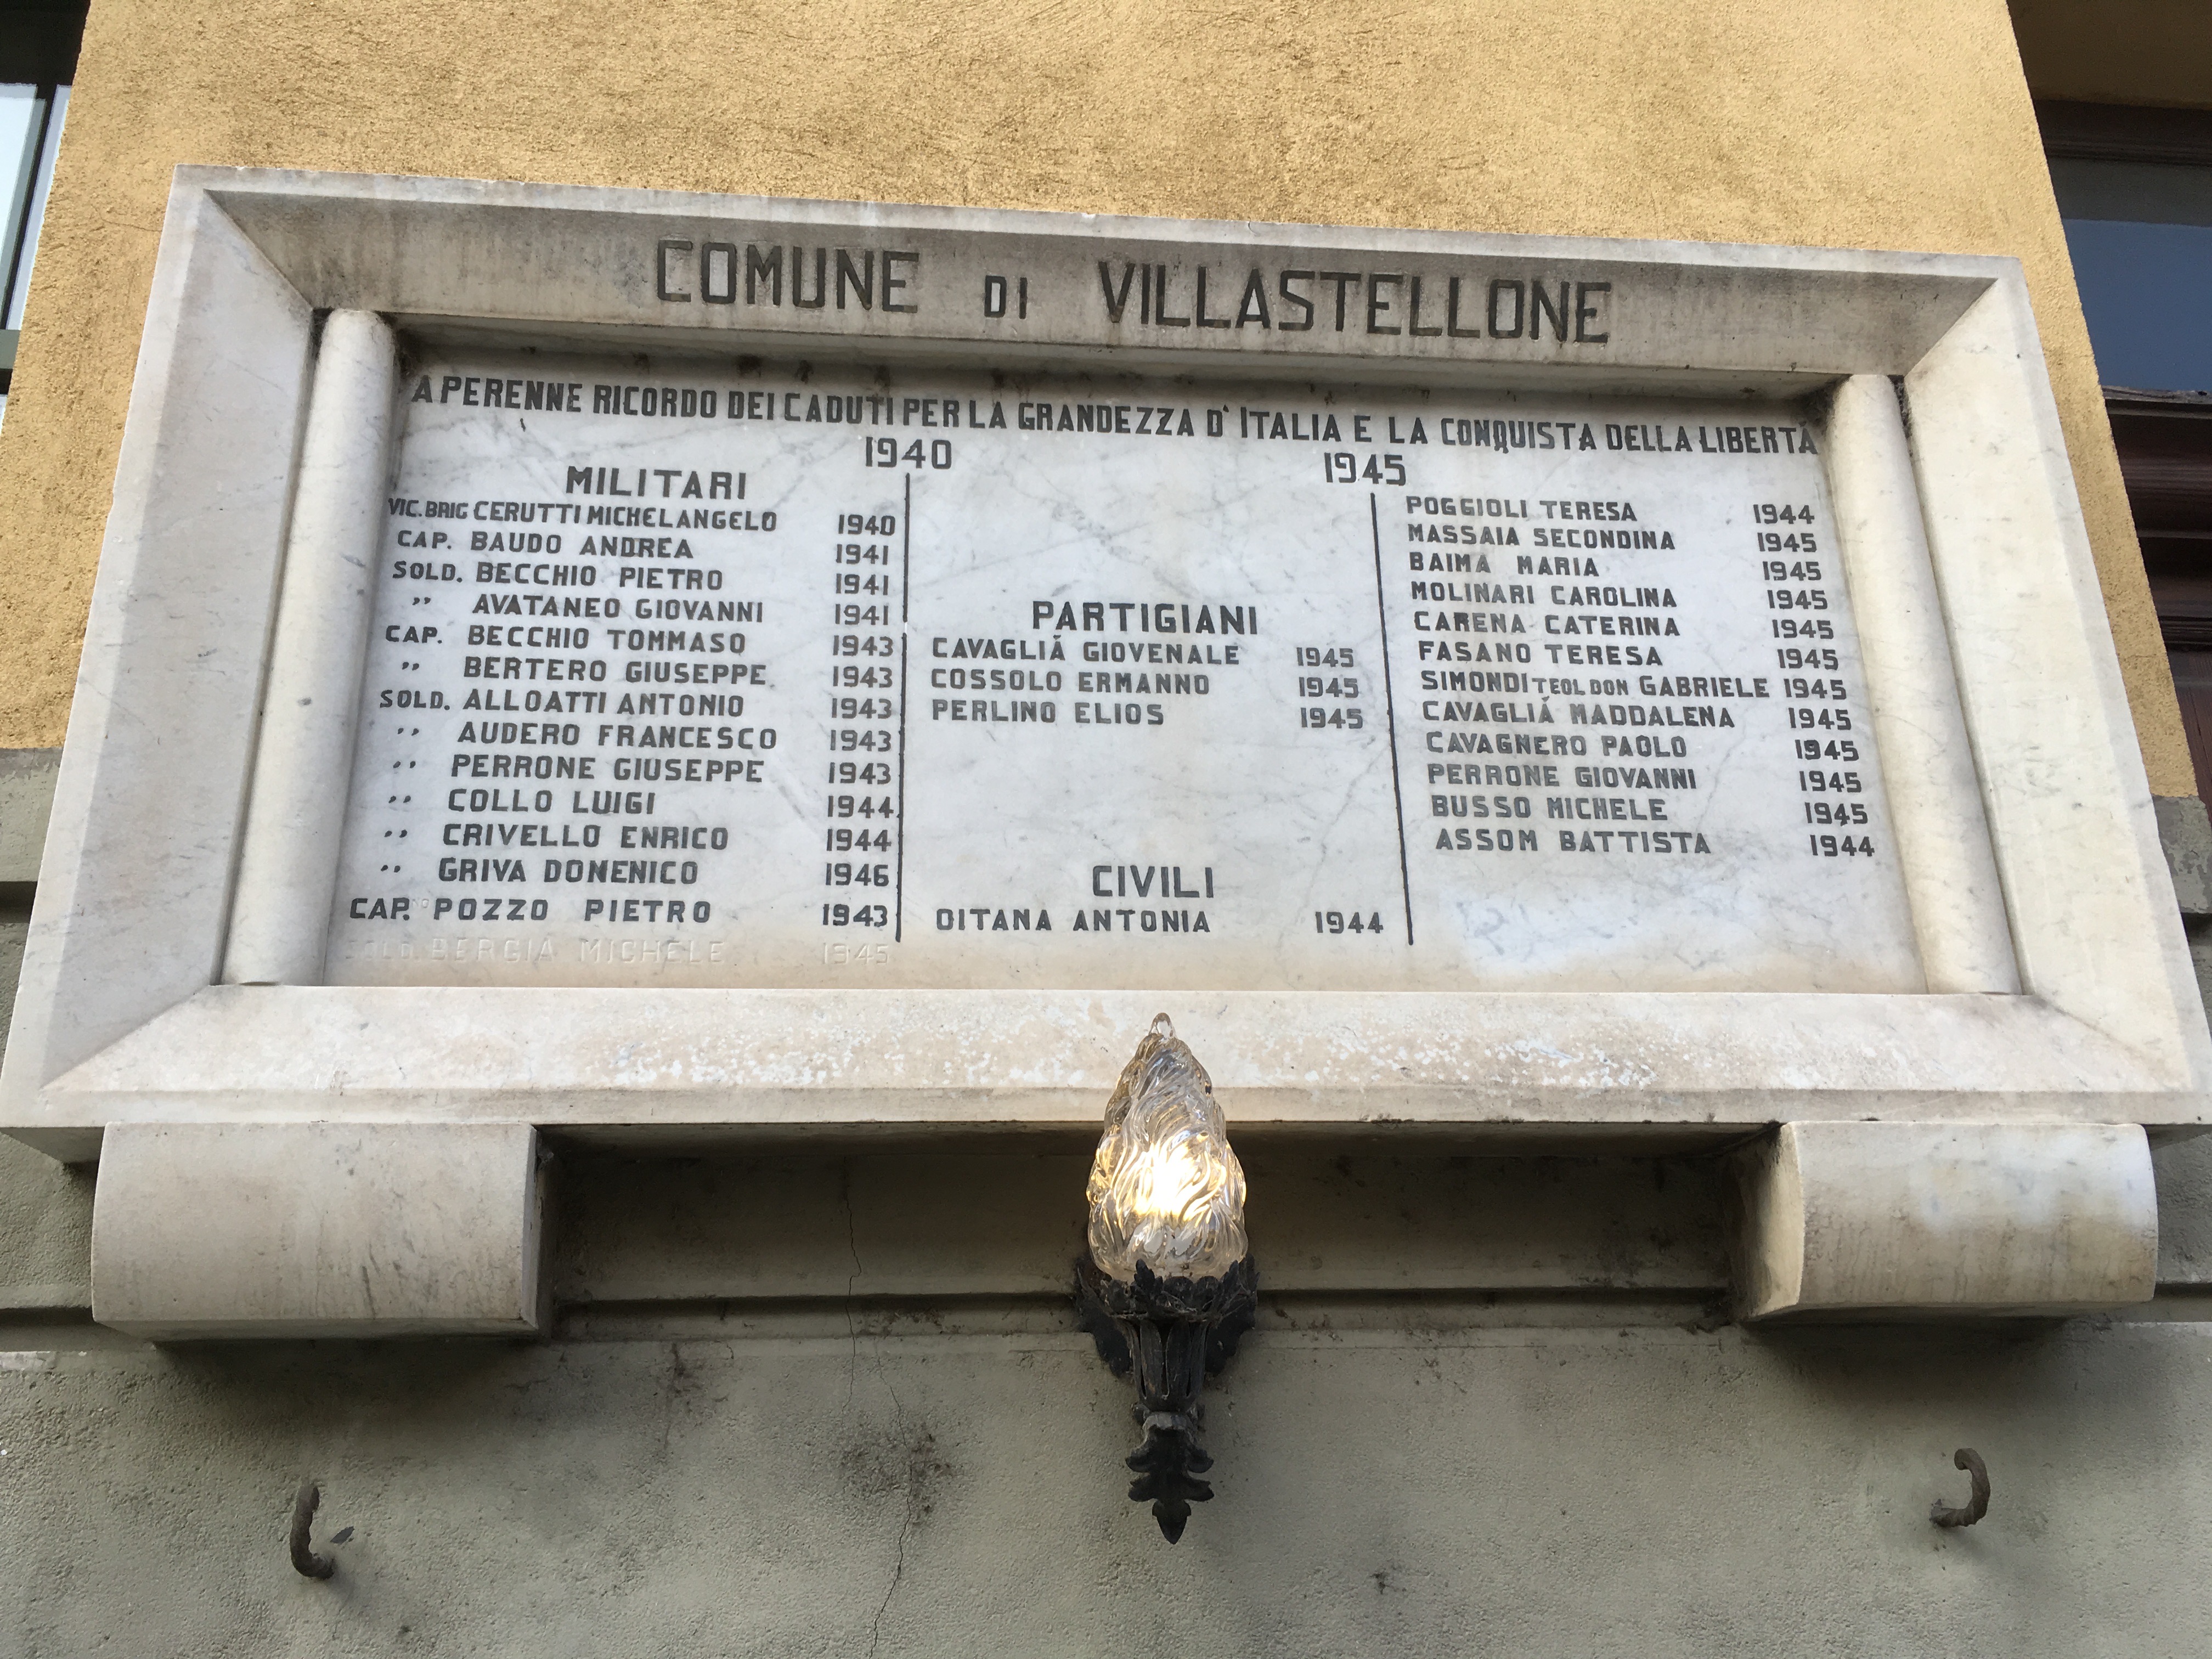 COMUNE DI VILLASTELLONE
A PERENNE RICORDO DEI CADUTI PER LA GRANDEZZA D'ITALIA E LA CONQUISTA DELLA LIBERTÀ
1940 1945
MILITARI
VIC. BRIG CERUTTI MICHELANGELO 1940
CAP. BAUDO ANDREA 1941
SOLD. BECCHIO PIETRO 1941
,, AVATANEO GIOVANNI 1941
CAP. BECCHIO TOMMASO 1943
,, BERTERO GIUSEPPE 1943
SOLD. ALLOATTI ANTONIO 1943
,, AUDERO FRANCESCO 1943
,, PERRONE GIUSEPPE 1943
,, COLLO LUIGI 1944
,, CRIVELLO ENRICO 1944
,, GRIVA DOMENICO 1946
CAP. POZZO PIETRO 1943
SOLD. BERGIA MICHELE 1945
PARTIGIANI
CAVAGLIÁ GIOVENALE 1945
COSSOLO ERMANNO 1945
PERLINO ELIOS 1945
CIVILI
OITANA ANTONIA 1944
POGGIOLI TERESA 1944
MASSAIA SECONDINA 1945
BAIMA MARIA 1945
MOLINARI CAROLINA 1945
CARENA CATERINA 1945
FASANO TERESA 1945
SIMONDI TEOL DON GABRIELE 1945
CAVAGLIÁ MADDALENA 1945
CAVAGNERO PAOLO 1945
PERRONE GIOVANNI 1945
BUSSO MICHELE 1945
ASSOM BATTISTA 1944